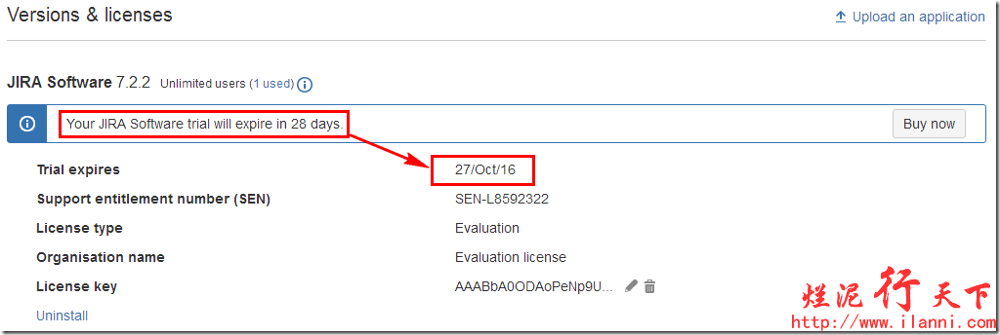 Versions & licenses
Upload an application
JIRA Software 7.2.2 Unlimited users (1 used)
Your JIRA Software trial will expire in 28 days.
Buy now
Trial expires 27/Oct/16
Support entitlement number (SEN) SEN-L8592322
License type Evaluation
Organisation name Evaluation license
License key AAABbA0ODAoPeNp9U...
Uninstall
烂泥行天下
http://www.ilanni.com